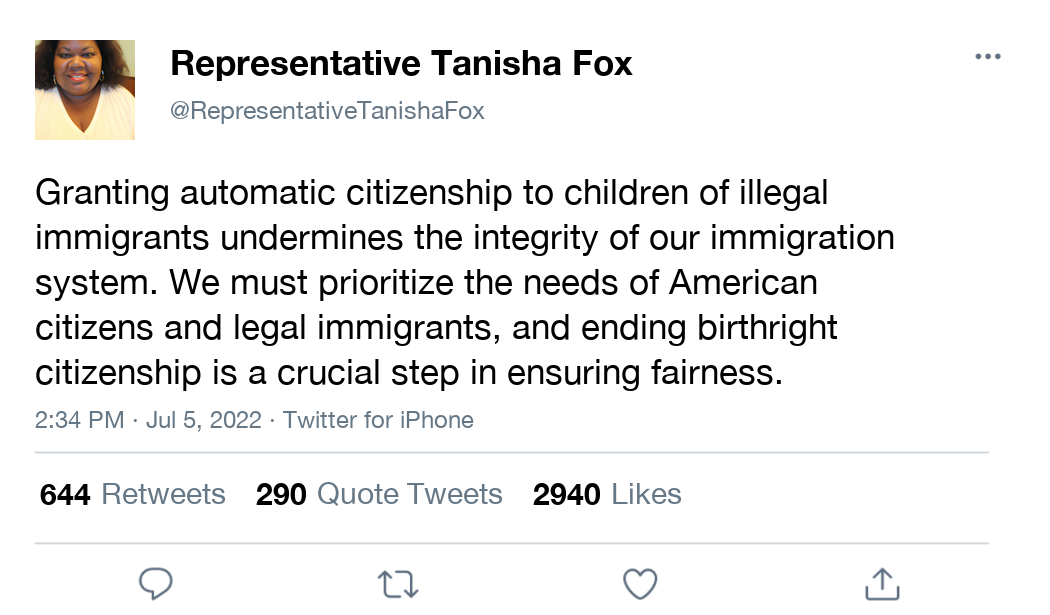 Representative Tanisha Fox
@RepresentativeTanishaFox
Granting automatic citizenship to children of illegal
immigrants undermines the integrity of our immigration
system. We must prioritize the needs of American
citizens and legal immigrants, and ending birthright
citizenship is a crucial step in ensuring fairness.
2:34 PM · Jul 5, 2022 · Twitter for iPhone
644 Retweets 290 Quote Tweets 2940 Likes